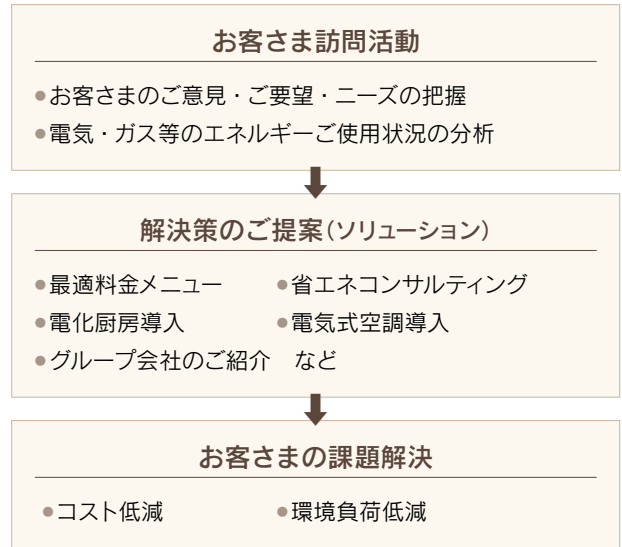 お客さま訪問活動
●お客さまのご意見・ご要望・ニーズの把握
●電気・ガス等のエネルギーご使用状況の分析
解決策のご提案(ソリューション)
●最適料金メニュー ●省エネコンサルティング
●電化厨房導入 ●電気式空調導入
●グループ会社のご紹介 など
お客さまの課題解決
●コスト低減 ●環境負荷低減